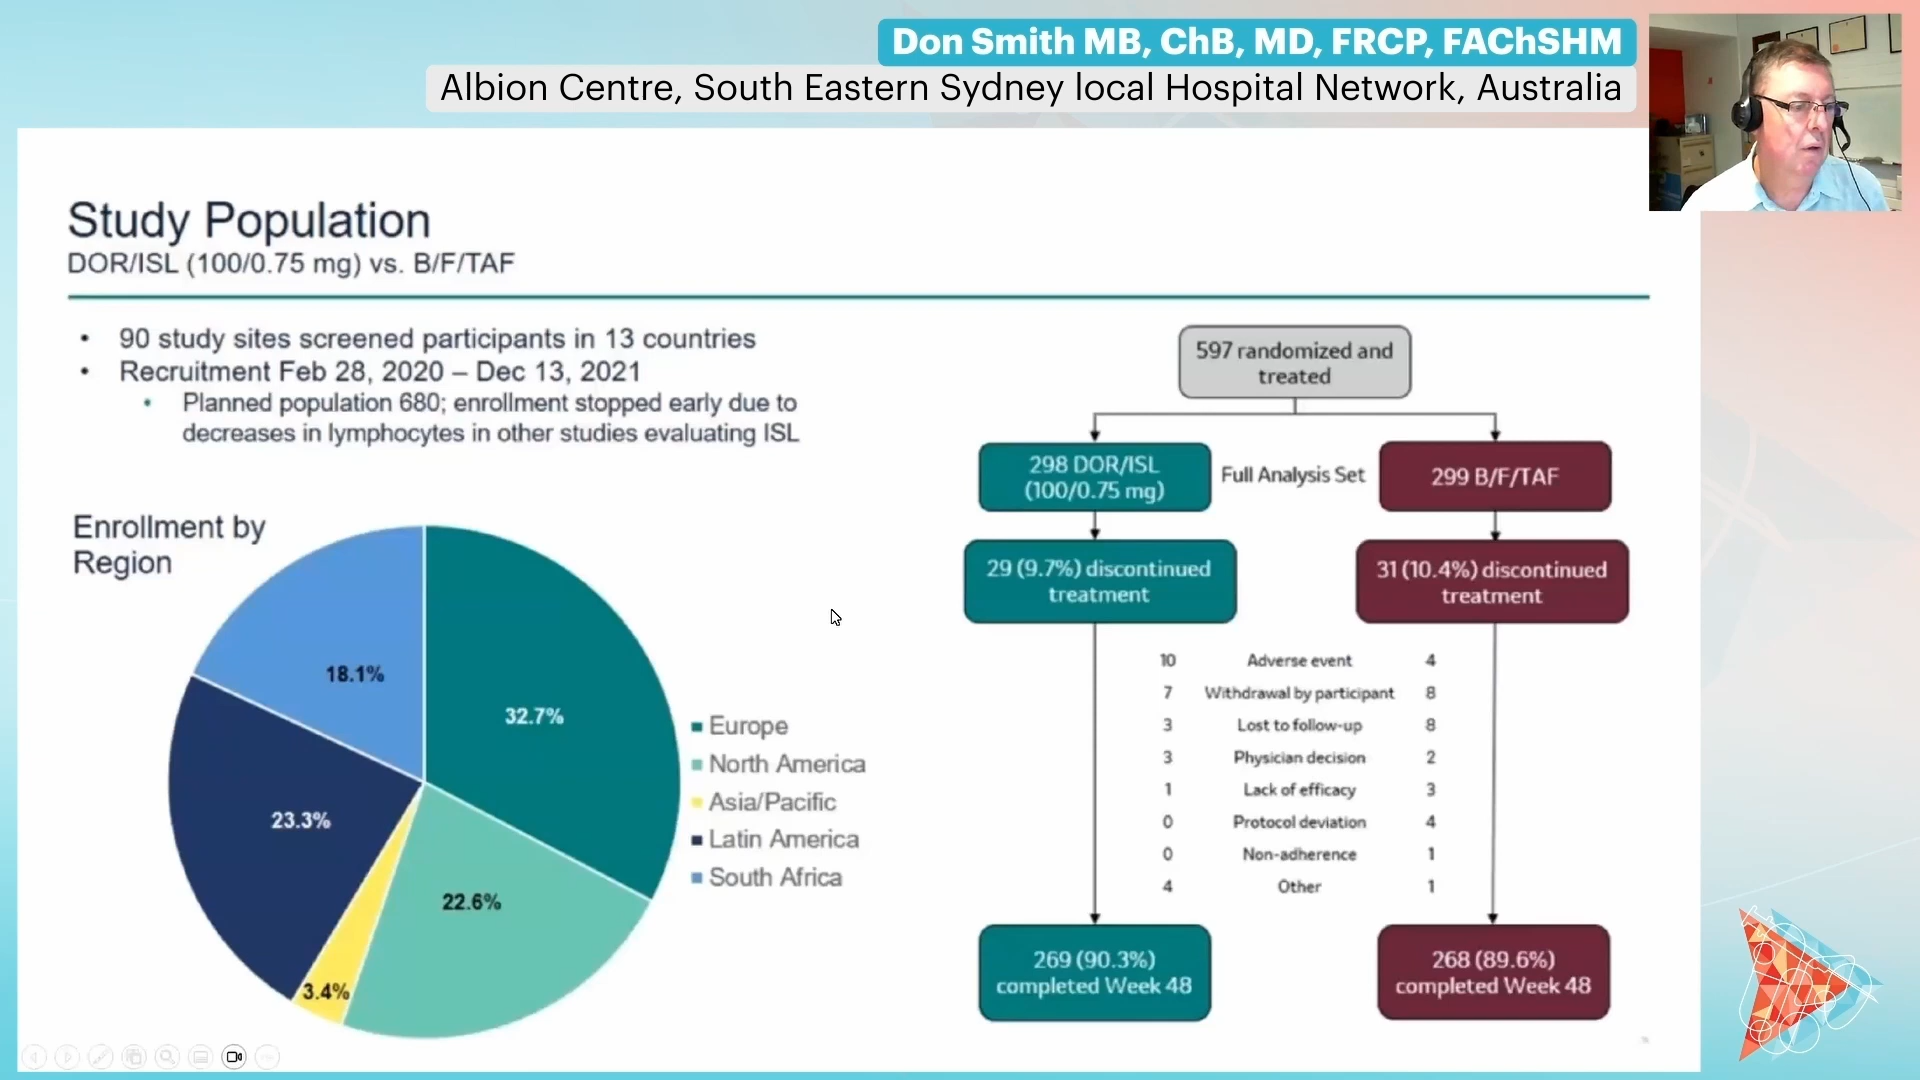 Don Smith MB, ChB, MD, FRCP, FAChSHM
Albion Centre, South Eastern Sydney local Hospital Network, Australia
Study Population
DOR/ISL (100/0.75 mg) vs. B/F/TAF
• 90 study sites screened participants in 13 countries
• Recruitment Feb 28, 2020 – Dec 13, 2021
• Planned population 680; enrollment stopped early due to
decreases in lymphocytes in other studies evaluating ISL
Enrollment by
Region
18.1%
32.7%
23.3%
22.6%
3.4%
Europe
North America
Asia/Pacific
Latin America
South Africa
597 randomized and
treated
298 DOR/ISL
(100/0.75 mg)
Full Analysis Set
299 B/F/TAF
29 (9.7%) discontinued
treatment
31 (10.4%) discontinued
treatment
10 Adverse event 4
7 Withdrawal by participant 8
3 Lost to follow-up 8
3 Physician decision 2
1 Lack of efficacy 3
0 Protocol deviation 4
0 Non-adherence 1
4 Other 1
269 (90.3%)
completed Week 48
268 (89.6%)
completed Week 48